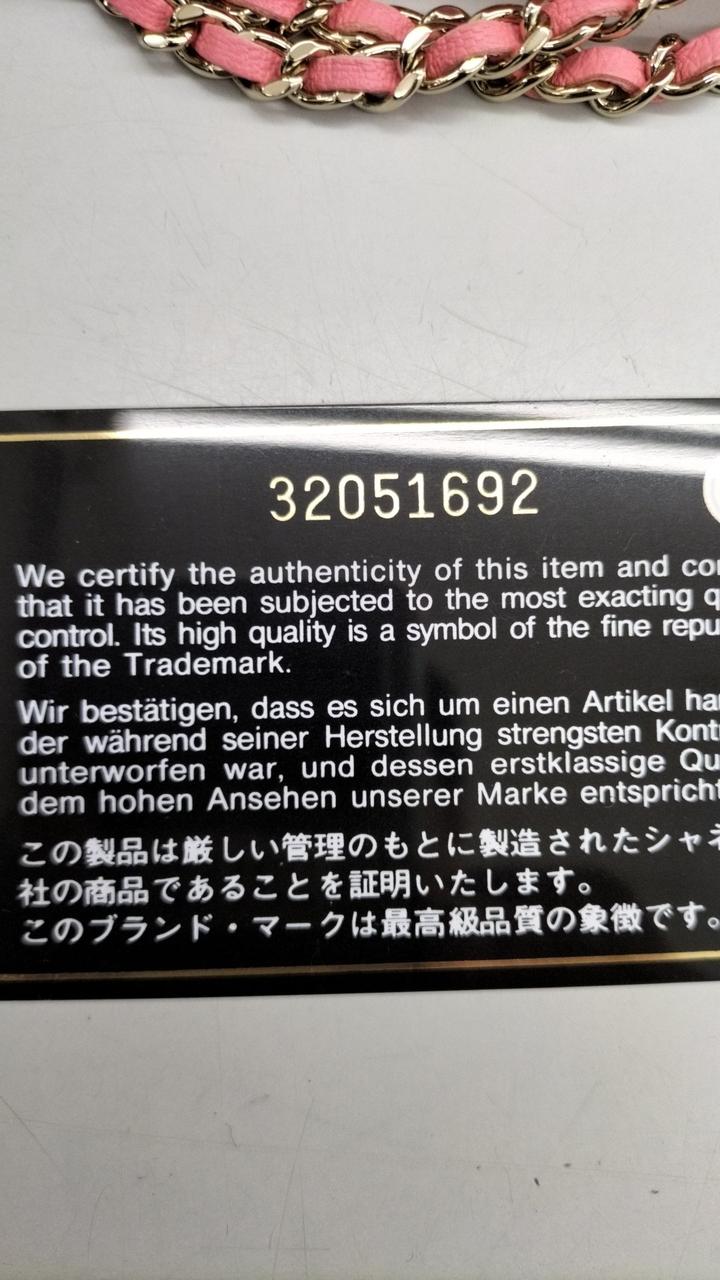 32051692
We certify the authenticity of this item and
that it has been subjected to the most exacting
control. Its high quality is a symbol of the fine
of the Trademark.
Wir bestätigen, dass es sich um einen Artikel
der während seiner Herstellung strengsten
unterworfen war, und dessen erstklassige
dem hohen Ansehen unserer Marke entspricht
この製品は厳しい管理のもとに製造されたシャネ
社の商品であることを証明いたします。
このブランド・マークは最高級品質の象徴です。